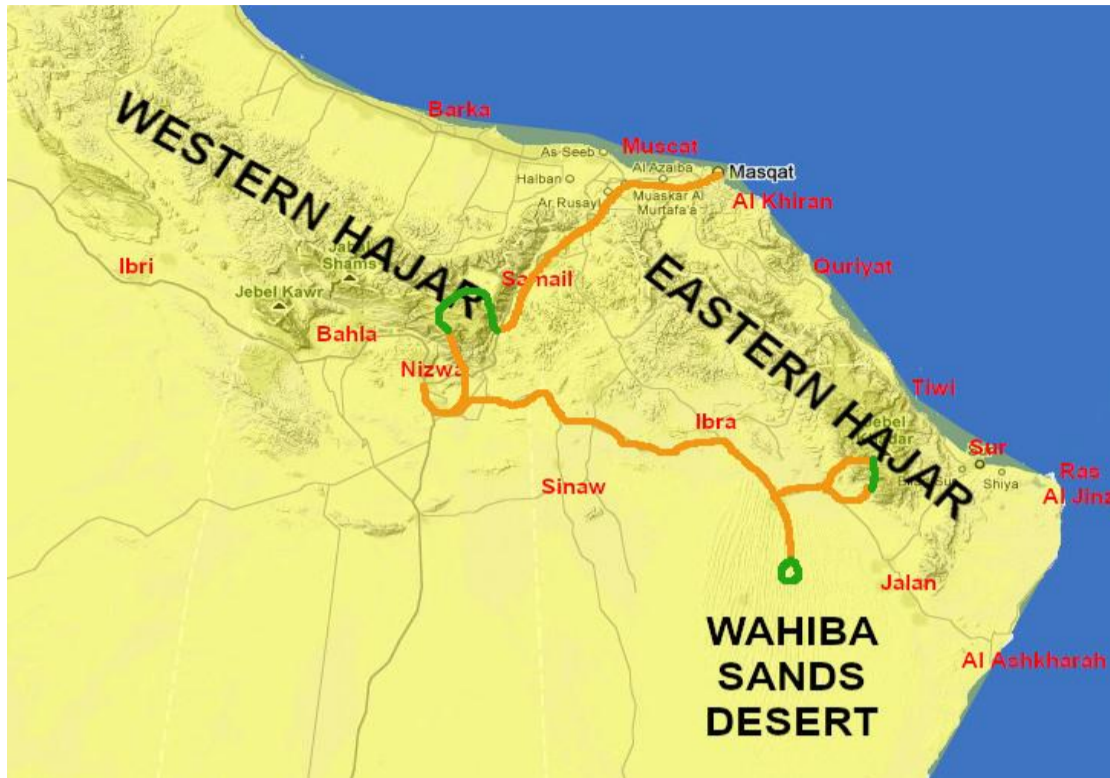 Barka
WESTERN HAJAR
Muscat
As Seeb
Al Azaiba
Masqat
Halban
Ar Rusayl
Muaskar Al
Murtafa'a
Al Khiran
Ibri
Shams
Jebel Kawr
Samail
EASTERN HAJAR
Quriyat
Bahla
Nizwa
Tiwi
Ibra
Jebel
Sur
Sinaw
Shiya
Ras
Al Jinz
Jalan
WAHIBA
SANDS
DESERT
Al Ashkharah